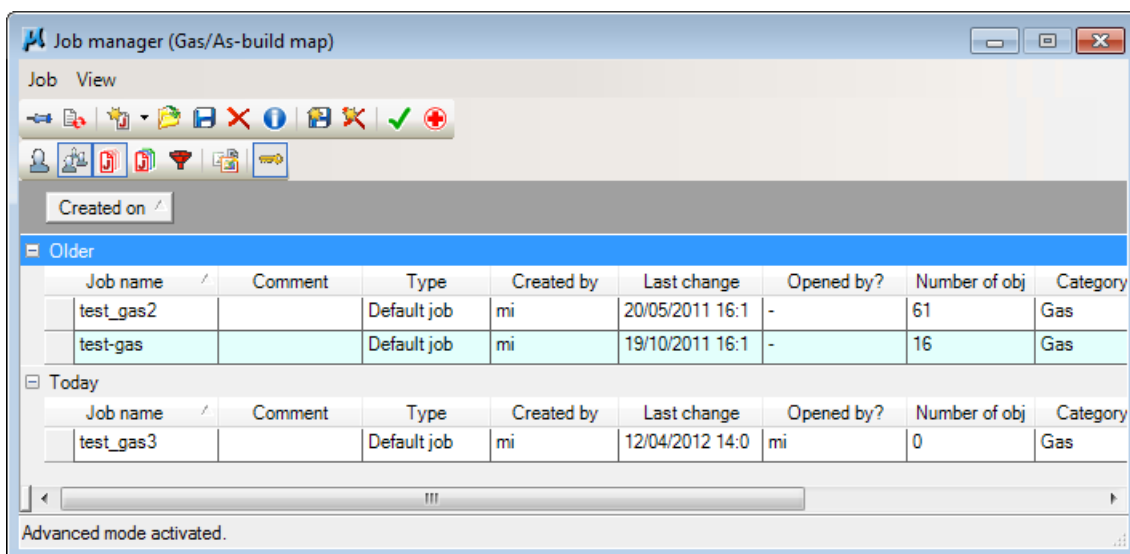 Job manager (Gas/As-build map)
Job View
Created on
Older
Job name Comment Type Created by Last change Opened by? Number of obj Category
test_gas2 Default job mi 20/05/2011 16:1 - 61 Gas
test-gas Default job mi 19/10/2011 16:1 - 16 Gas
Today
Job name Comment Type Created by Last change Opened by? Number of obj Category
test_gas3 Default job mi 12/04/2012 14:0 mi 0 Gas
Advanced mode activated.